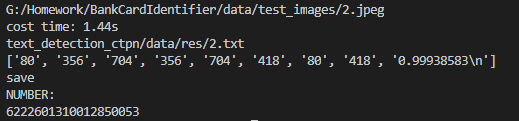 G:/Homework/BankCardIdentifier/data/test_images/2.jpeg
cost time: 1.44s
text_detection_ctpn/data/res/2.txt
['80', '356', '704', '356', '704', '418', '80', '418', '0.99938583\n']
save
NUMBER:
6222601310012850053